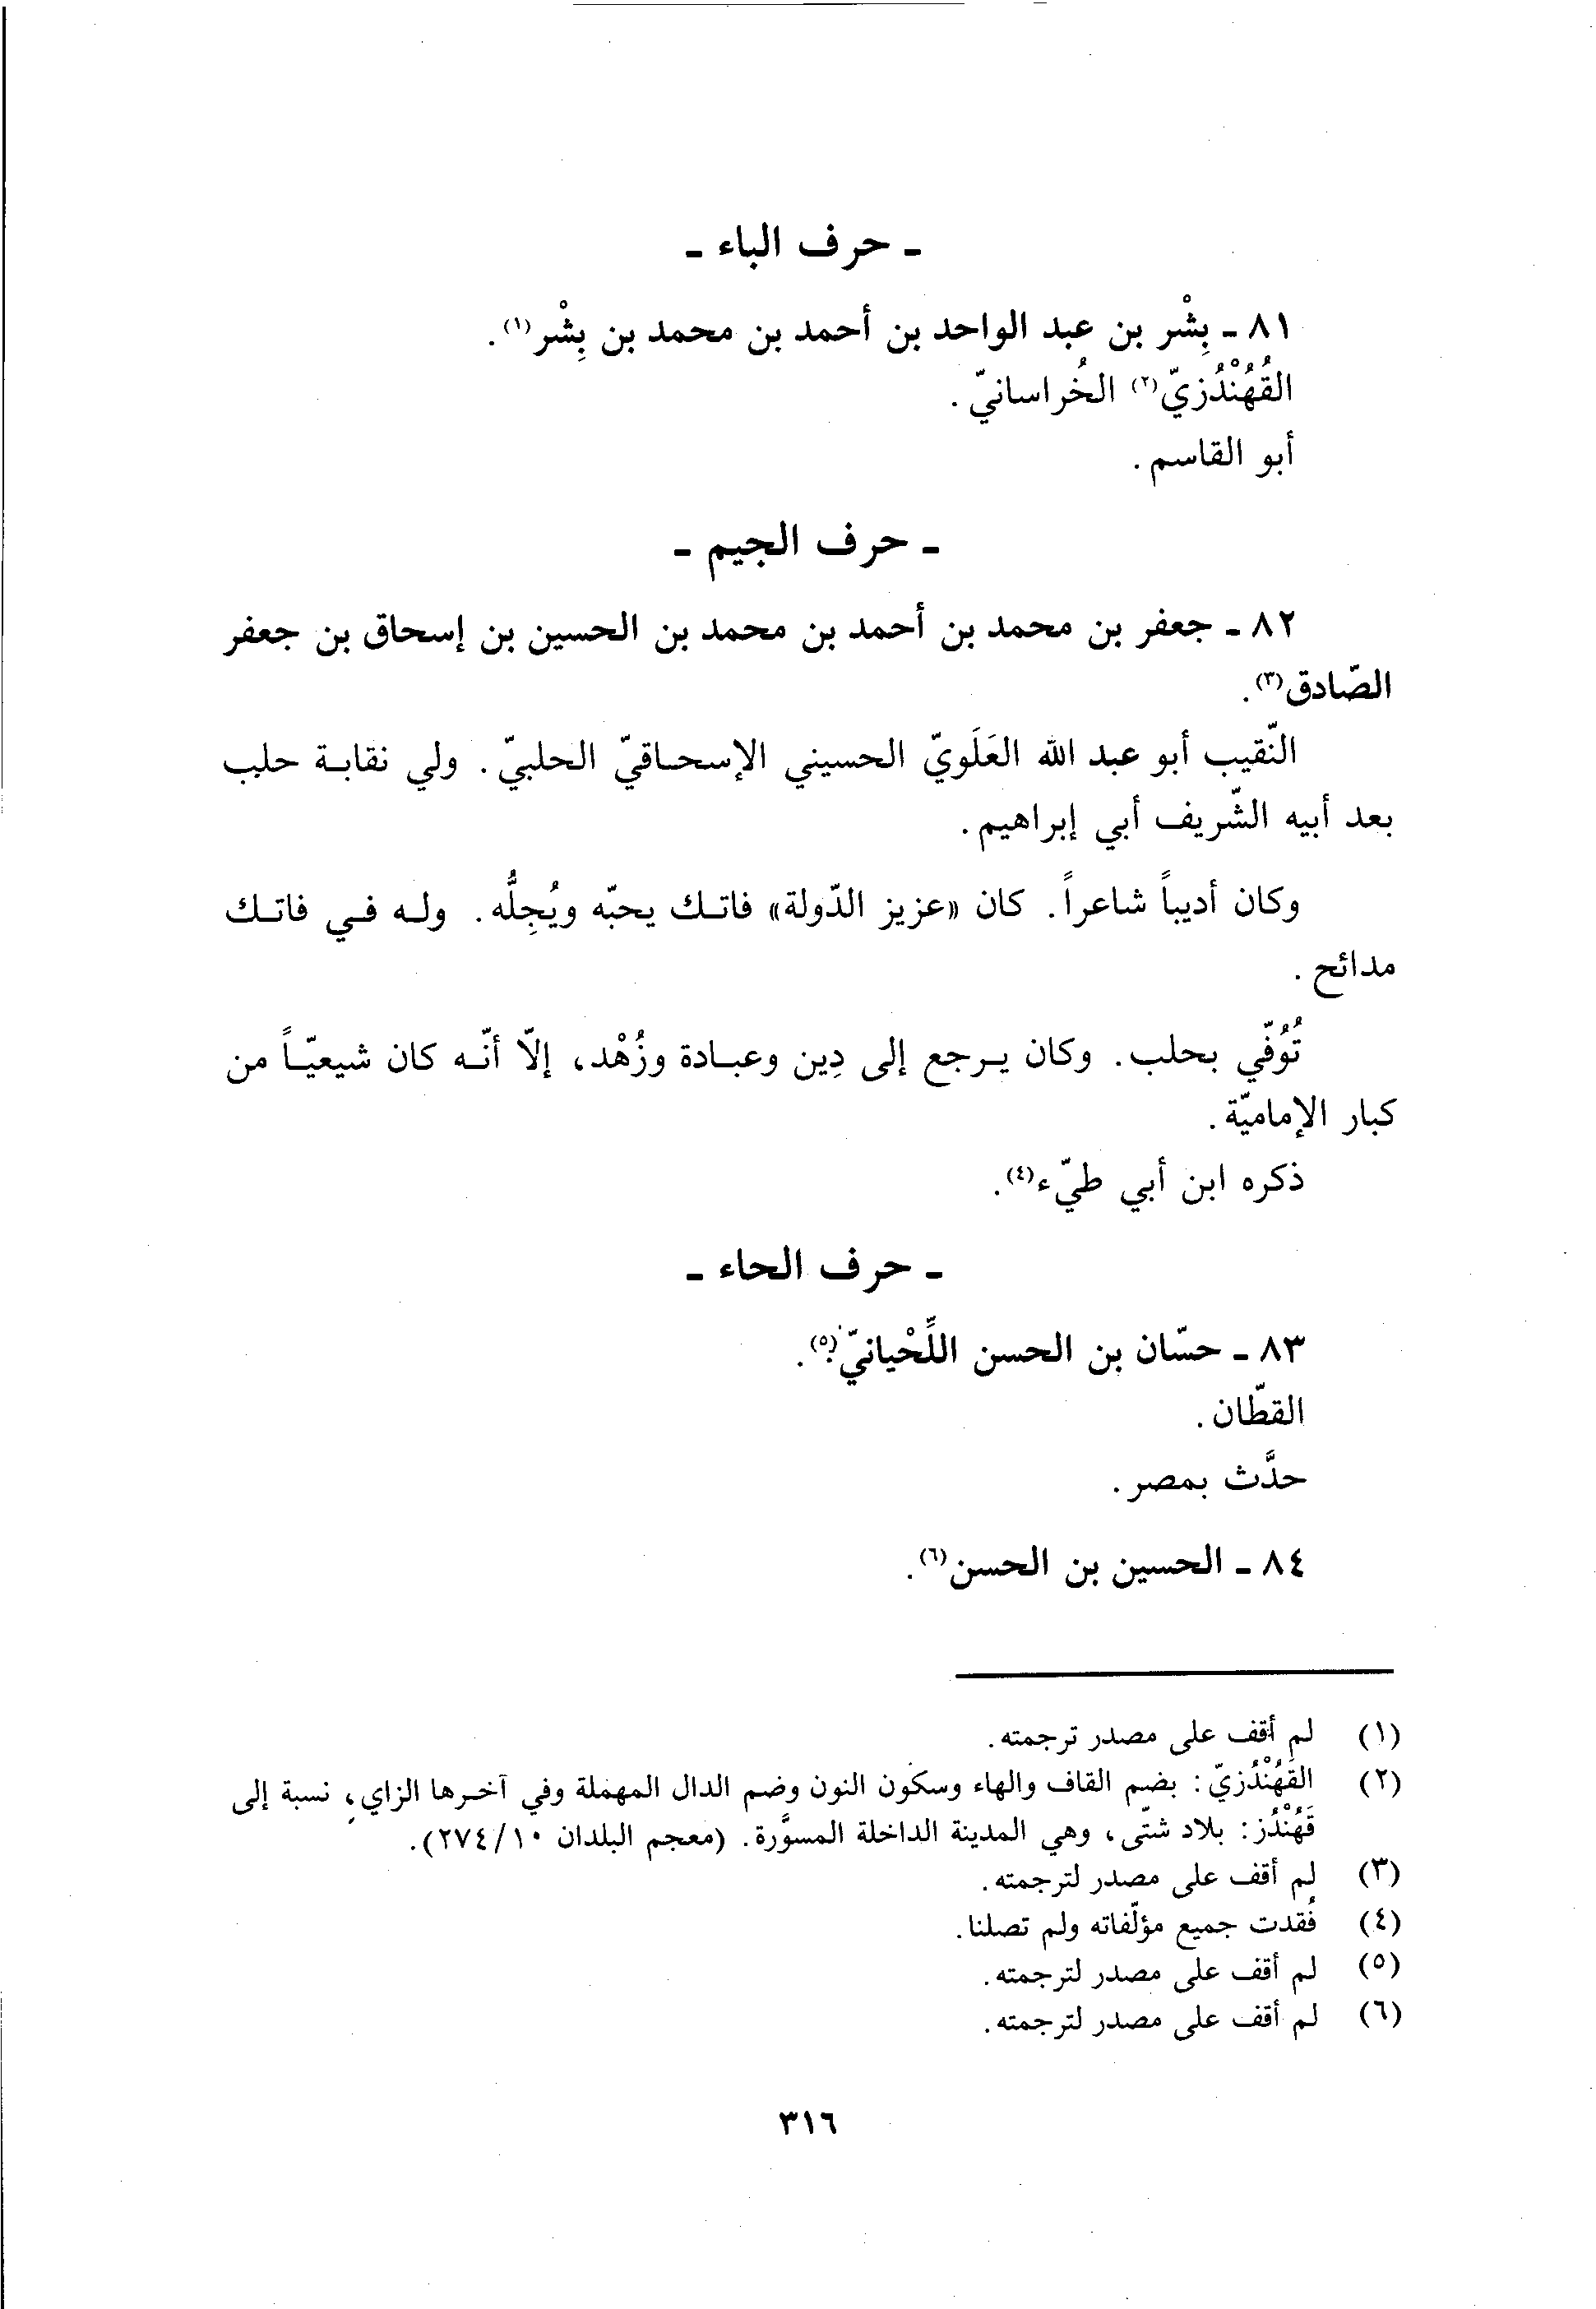 - حرف الباء -
٨١ - بِشْر بن عبد الواحد بن أحمد بن محمد بن بِشْر(١).
القُهُنْدُزيّ(٢) الخُراسانيّ.
أبو القاسم.
- حرف الجيم -
٨٢ - جعفر بن محمد بن أحمد بن محمد بن الحسين بن إسحاق بن جعفر
الصّادق(٣).
النّقيب أبو عبد الله العَلَويّ الحسيني الإسحاقيّ الحلبيّ. ولي نقابة حلب
بعد أبيه الشّريف أبي إبراهيم.
وكان أديباً شاعراً. كان «عزيز الدّولة» فاتك يحبّه ويُجِلُّه. وله في فاتك
مدائح.
تُوُفّي بحلب. وكان يرجع إلى دِين وعبادة وزُهْد، إلّا أنّه كان شيعيّاً من
كبار الإماميّة.
ذكره ابن أبي طيّء(٤).
- حرف الحاء -
٨٣ - حسّان بن الحسن اللِّحْيانيّ(٥).
القطّان.
حدَّث بمصر.
٨٤ - الحسين بن الحسن(٦).
(١) لم أقف على مصدر ترجمته.
(٢) القُهُنْدُزيّ: بضم القاف والهاء وسكون النون وضم الدال المهملة وفي آخرها الزاي، نسبة إلى
قُهُنْدُز: بلاد شتّى، وهي المدينة الداخلة المسوَّرة. (معجم البلدان ٢٧٤/١٠).
(٣) لم أقف على مصدر لترجمته.
(٤) فُقدت جميع مؤلّفاته ولم تصلنا.
(٥) لم أقف على مصدر لترجمته.
(٦) لم أقف على مصدر لترجمته.
٣١٦